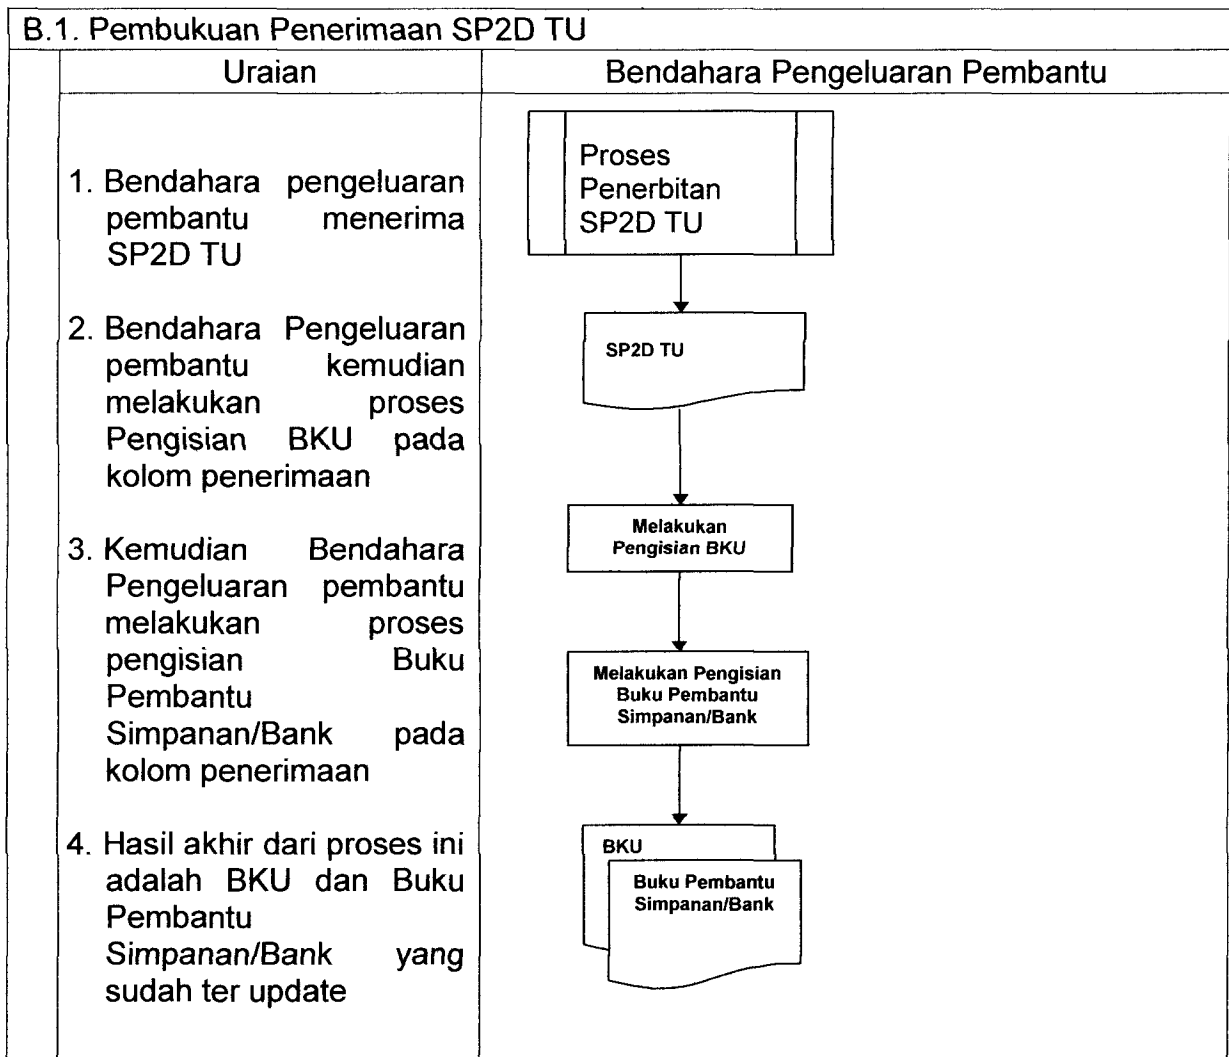 B.1. Pembukuan Penerimaan SP2D TU
Uraian
Bendahara Pengeluaran Pembantu
1. Bendahara pengeluaran
pembantu menerima
SP2D TU
2. Bendahara Pengeluaran
pembantu kemudian
melakukan proses
Pengisian BKU pada
kolom penerimaan
3. Kemudian Bendahara
Pengeluaran pembantu
melakukan proses
pengisian Buku
Pembantu
Simpanan/Bank pada
kolom penerimaan
4. Hasil akhir dari proses ini
adalah BKU dan Buku
Pembantu
Simpanan/Bank yang
sudah ter update
Proses
Penerbitan
SP2D TU
SP2D TU
Melakukan
Pengisian BKU
Melakukan Pengisian
Buku Pembantu
Simpanan/Bank
BKU
Buku Pembantu
Simpanan/Bank